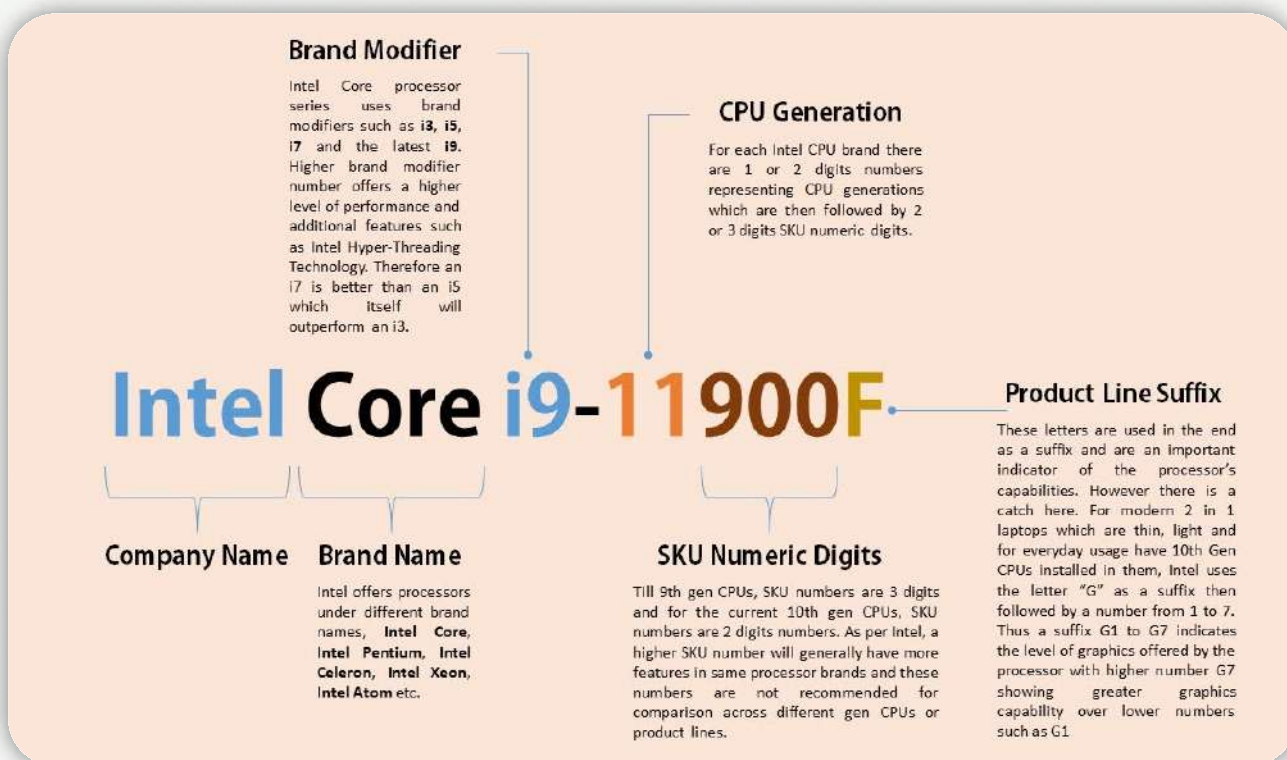 Brand Modifier
Intel Core processor
series uses brand
modifiers such as i3, i5,
i7 and the latest i9.
Higher brand modifier
number offers a higher
level of performance and
additional features such
as Intel Hyper-Threading
Technology. Therefore an
i7 is better than an i5
which itself will
outperform an i3.
CPU Generation
For each Intel CPU brand there
are 1 or 2 digits numbers
representing CPU generations
which are then followed by 2
or 3 digits SKU numeric digits.
Intel Core i9-11900F
Product Line Suffix
These letters are used in the end
as a suffix and are an important
indicator of the processor's
capabilities. However there is a
catch here. For modern 2 in 1
laptops which are thin, light and
for everyday usage have 10th Gen
CPUs installed in them, Intel uses
the letter "G" as a suffix then
followed by a number from 1 to 7.
Thus a suffix G1 to G7 indicates
the level of graphics offered by the
processor with higher number G7
showing greater graphics
capability over lower numbers
such as G1
Company Name
Brand Name
Intel offers processors
under different brand
names, Intel Core,
Intel Pentium, Intel
Celeron, Intel Xeon,
Intel Atom etc.
SKU Numeric Digits
Till 9th gen CPUs, SKU numbers are 3 digits
and for the current 10th gen CPUs, SKU
numbers are 2 digits numbers. As per Intel, a
higher SKU number will generally have more
features in same processor brands and these
numbers are not recommended for
comparison across different gen CPUs or
product lines.